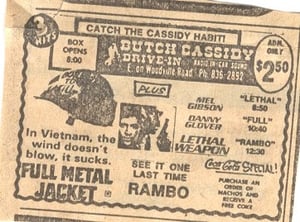 3 HITS
CATCH THE CASSIDY HABIT!
BOX OPENS 8:00
BUTCH CASSIDY
DRIVE-IN RADIO IN-CAR SOUND
E. on Woodville Road Ph. 836-2892
ADM. ONLY
$2.50
PLUS
MEL GIBSON
DANNY GLOVER
LETHAL WEAPON
"LETHAL" 8:50
"FULL" 10:40
"RAMBO" 12:30
In Vietnam, the
wind doesn't
blow, it sucks.
FULL METAL
JACKET
SEE IT ONE
LAST TIME
RAMBO
Coca-Cola SPECIAL!
PURCHASE AN
ORDER OF
NACHOS AND
RECEIVE A
FREE COKE